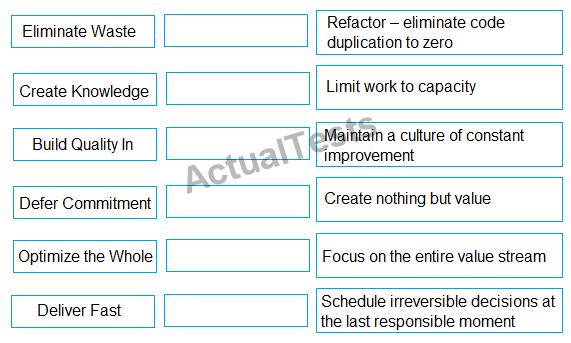 Eliminate Waste
Refactor – eliminate code
duplication to zero
Create Knowledge
Limit work to capacity
Build Quality In
Maintain a culture of constant
improvement
Defer Commitment
Create nothing but value
Optimize the Whole
Focus on the entire value stream
Deliver Fast
Schedule irreversible decisions at
the last responsible moment
ActualTests